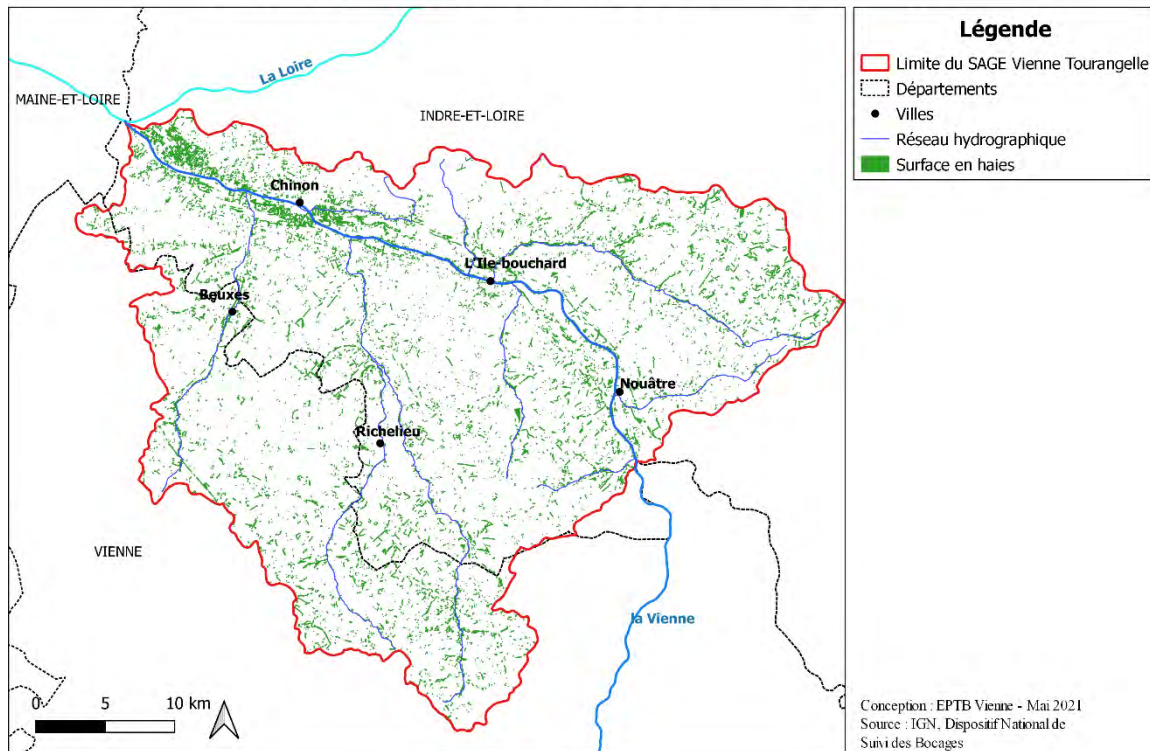 La Loire
MAINE-ET-LOIRE
INDRE-ET-LOIRE
Chinon
L'Ile-bouchard
Beuxes
Nouâtre
Richelieu
VIENNE
la Vienne
0 5 10 km
Légende
Limite du SAGE Vienne Tourangelle
Départements
Villes
Réseau hydrographique
Surface en haies
Conception : EPTB Vienne - Mai 2021
Source : IGN, Dispositif National de
Suivi des Bocages